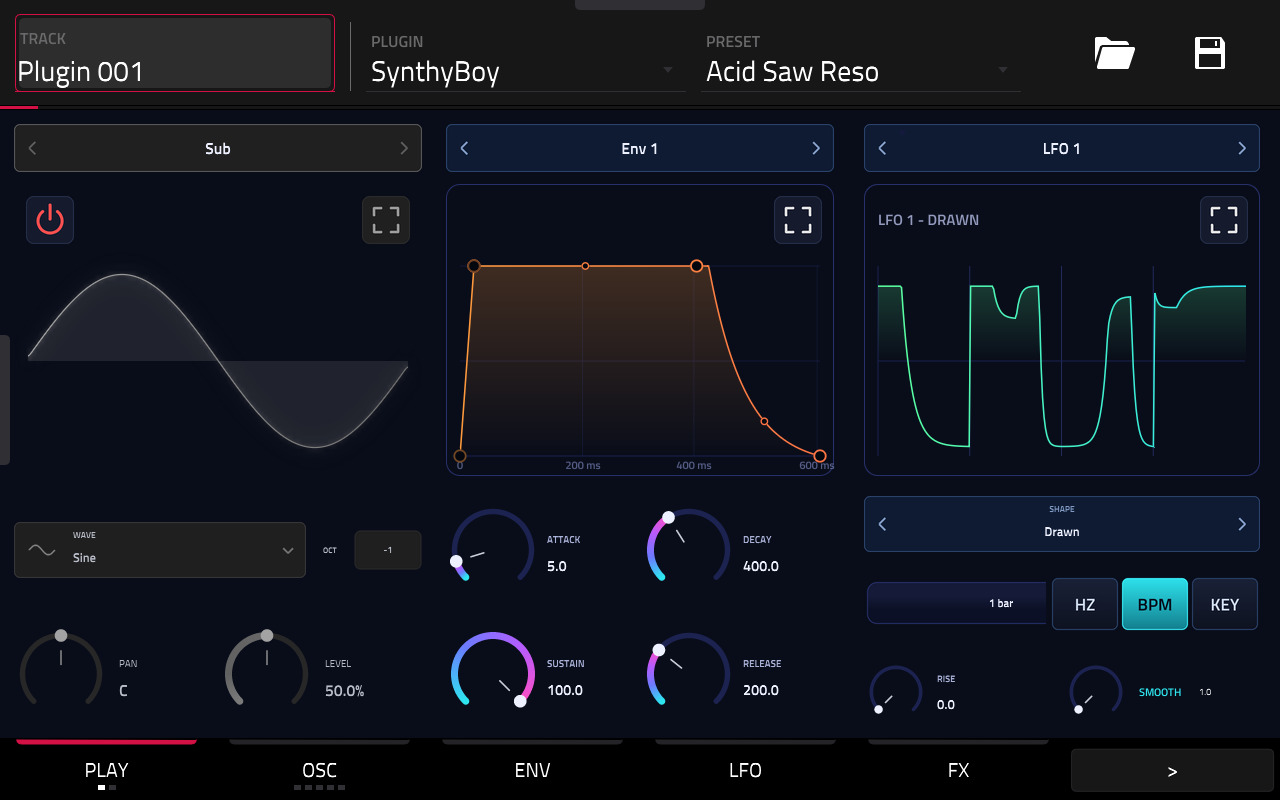 TRACK
Plugin 001
PLUGIN
SynthyBoy
PRESET
Acid Saw Reso
Sub
Env 1
LFO 1
LFO 1 - DRAWN
0
200 ms
400 ms
600 ms
WAVE
Sine
OCT
-1
ATTACK
5.0
DECAY
400.0
SHAPE
Drawn
1 bar
HZ
BPM
KEY
PAN
C
LEVEL
50.0%
SUSTAIN
100.0
RELEASE
200.0
RISE
0.0
SMOOTH
1.0
PLAY
OSC
ENV
LFO
FX
>